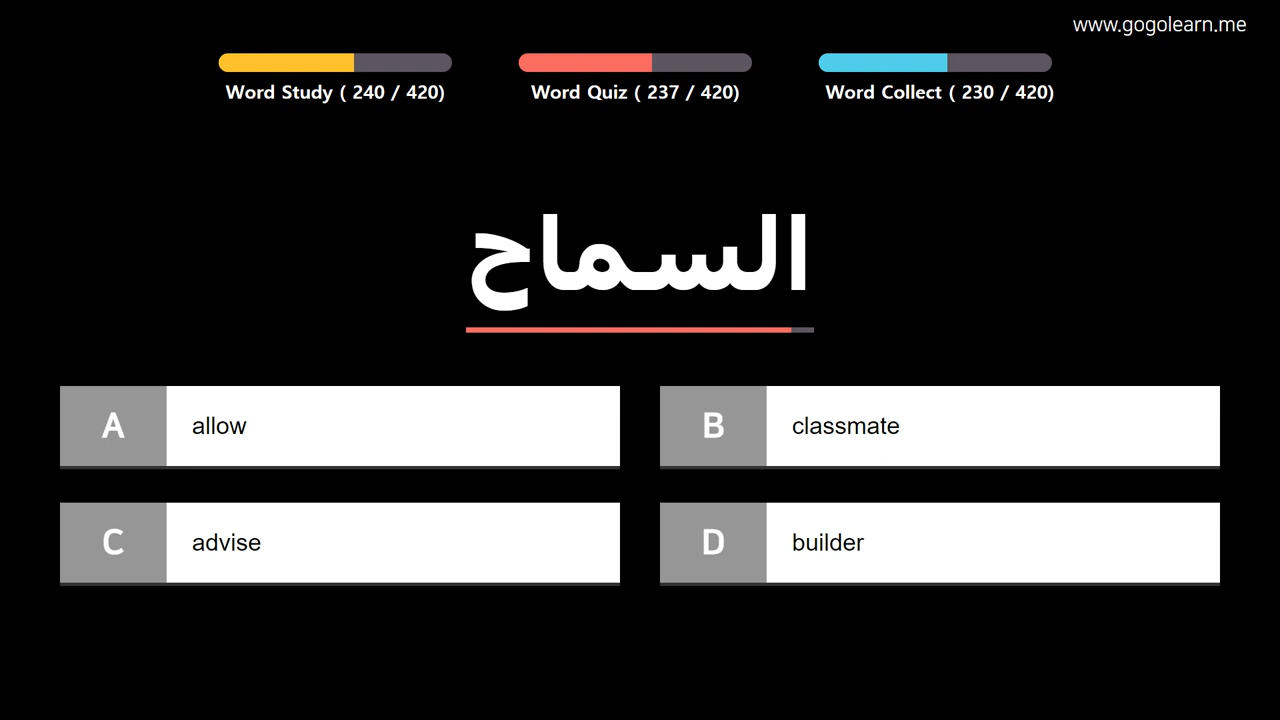 www.gogolearn.me
Word Study ( 240 / 420)
Word Quiz ( 237 / 420)
Word Collect ( 230 / 420)
السماح
A allow
B classmate
C advise
D builder